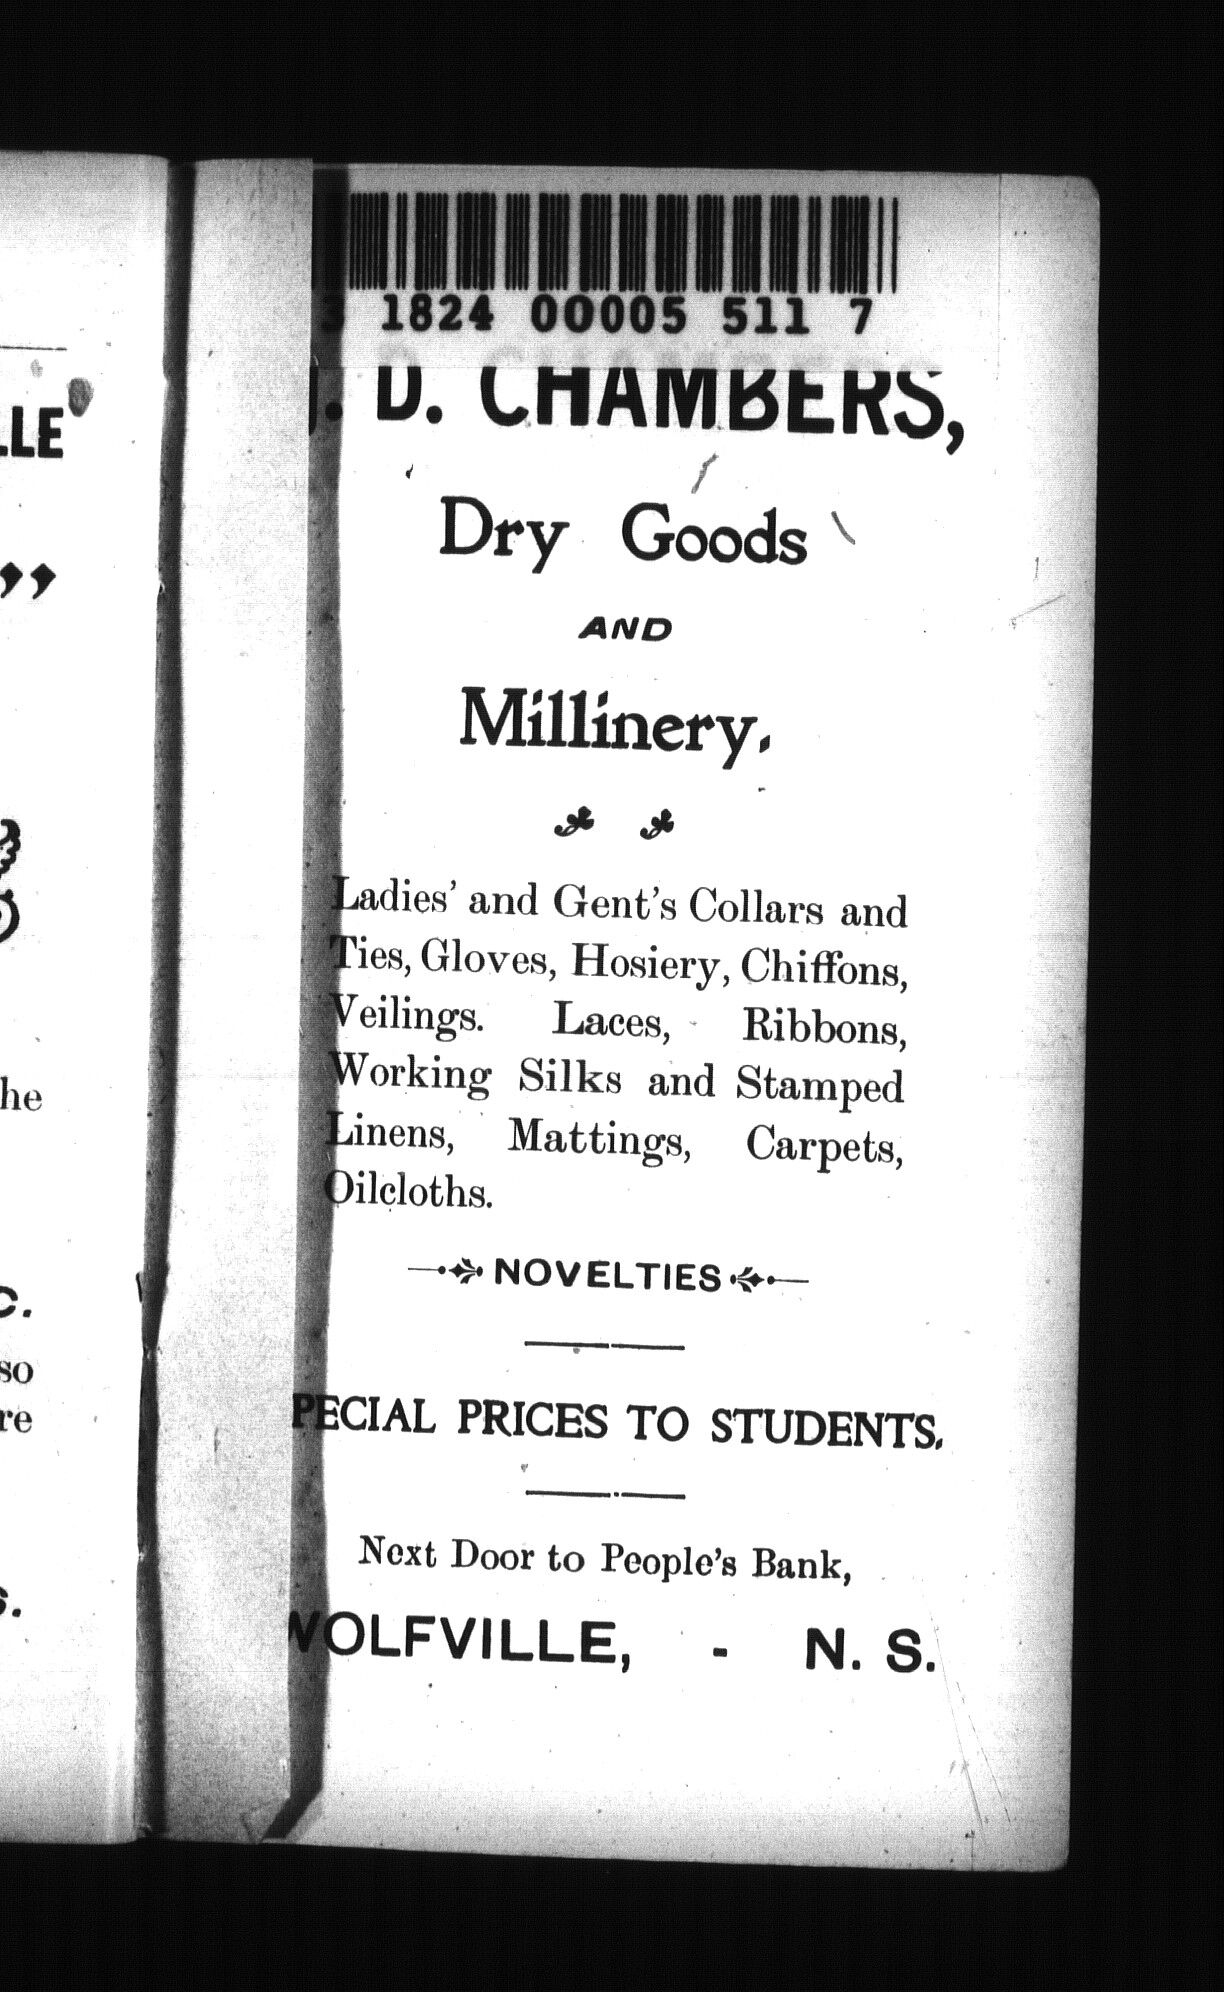 LLE
”
he
C.
so
re
s.
3 1824 00005 511 7
J. D. CHAMBERS,
Dry Goods
AND
Millinery.
Ladies' and Gent's Collars and
Ties, Gloves, Hosiery, Chiffons,
Veilings. Laces, Ribbons,
Working Silks and Stamped
Linens, Mattings, Carpets,
Oilcloths.
NOVELTIES
PECIAL PRICES TO STUDENTS.
Next Door to People's Bank,
WOLFVILLE, - N. S.